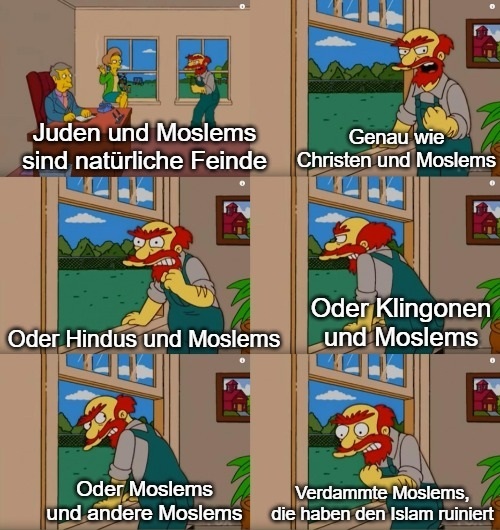 Juden und Moslems
sind natürliche Feinde
Genau wie
Christen und Moslems
Oder Hindus und Moslems
Oder Klingonen
und Moslems
Oder Moslems
und andere Moslems
Verdammte Moslems,
die haben den Islam ruiniert